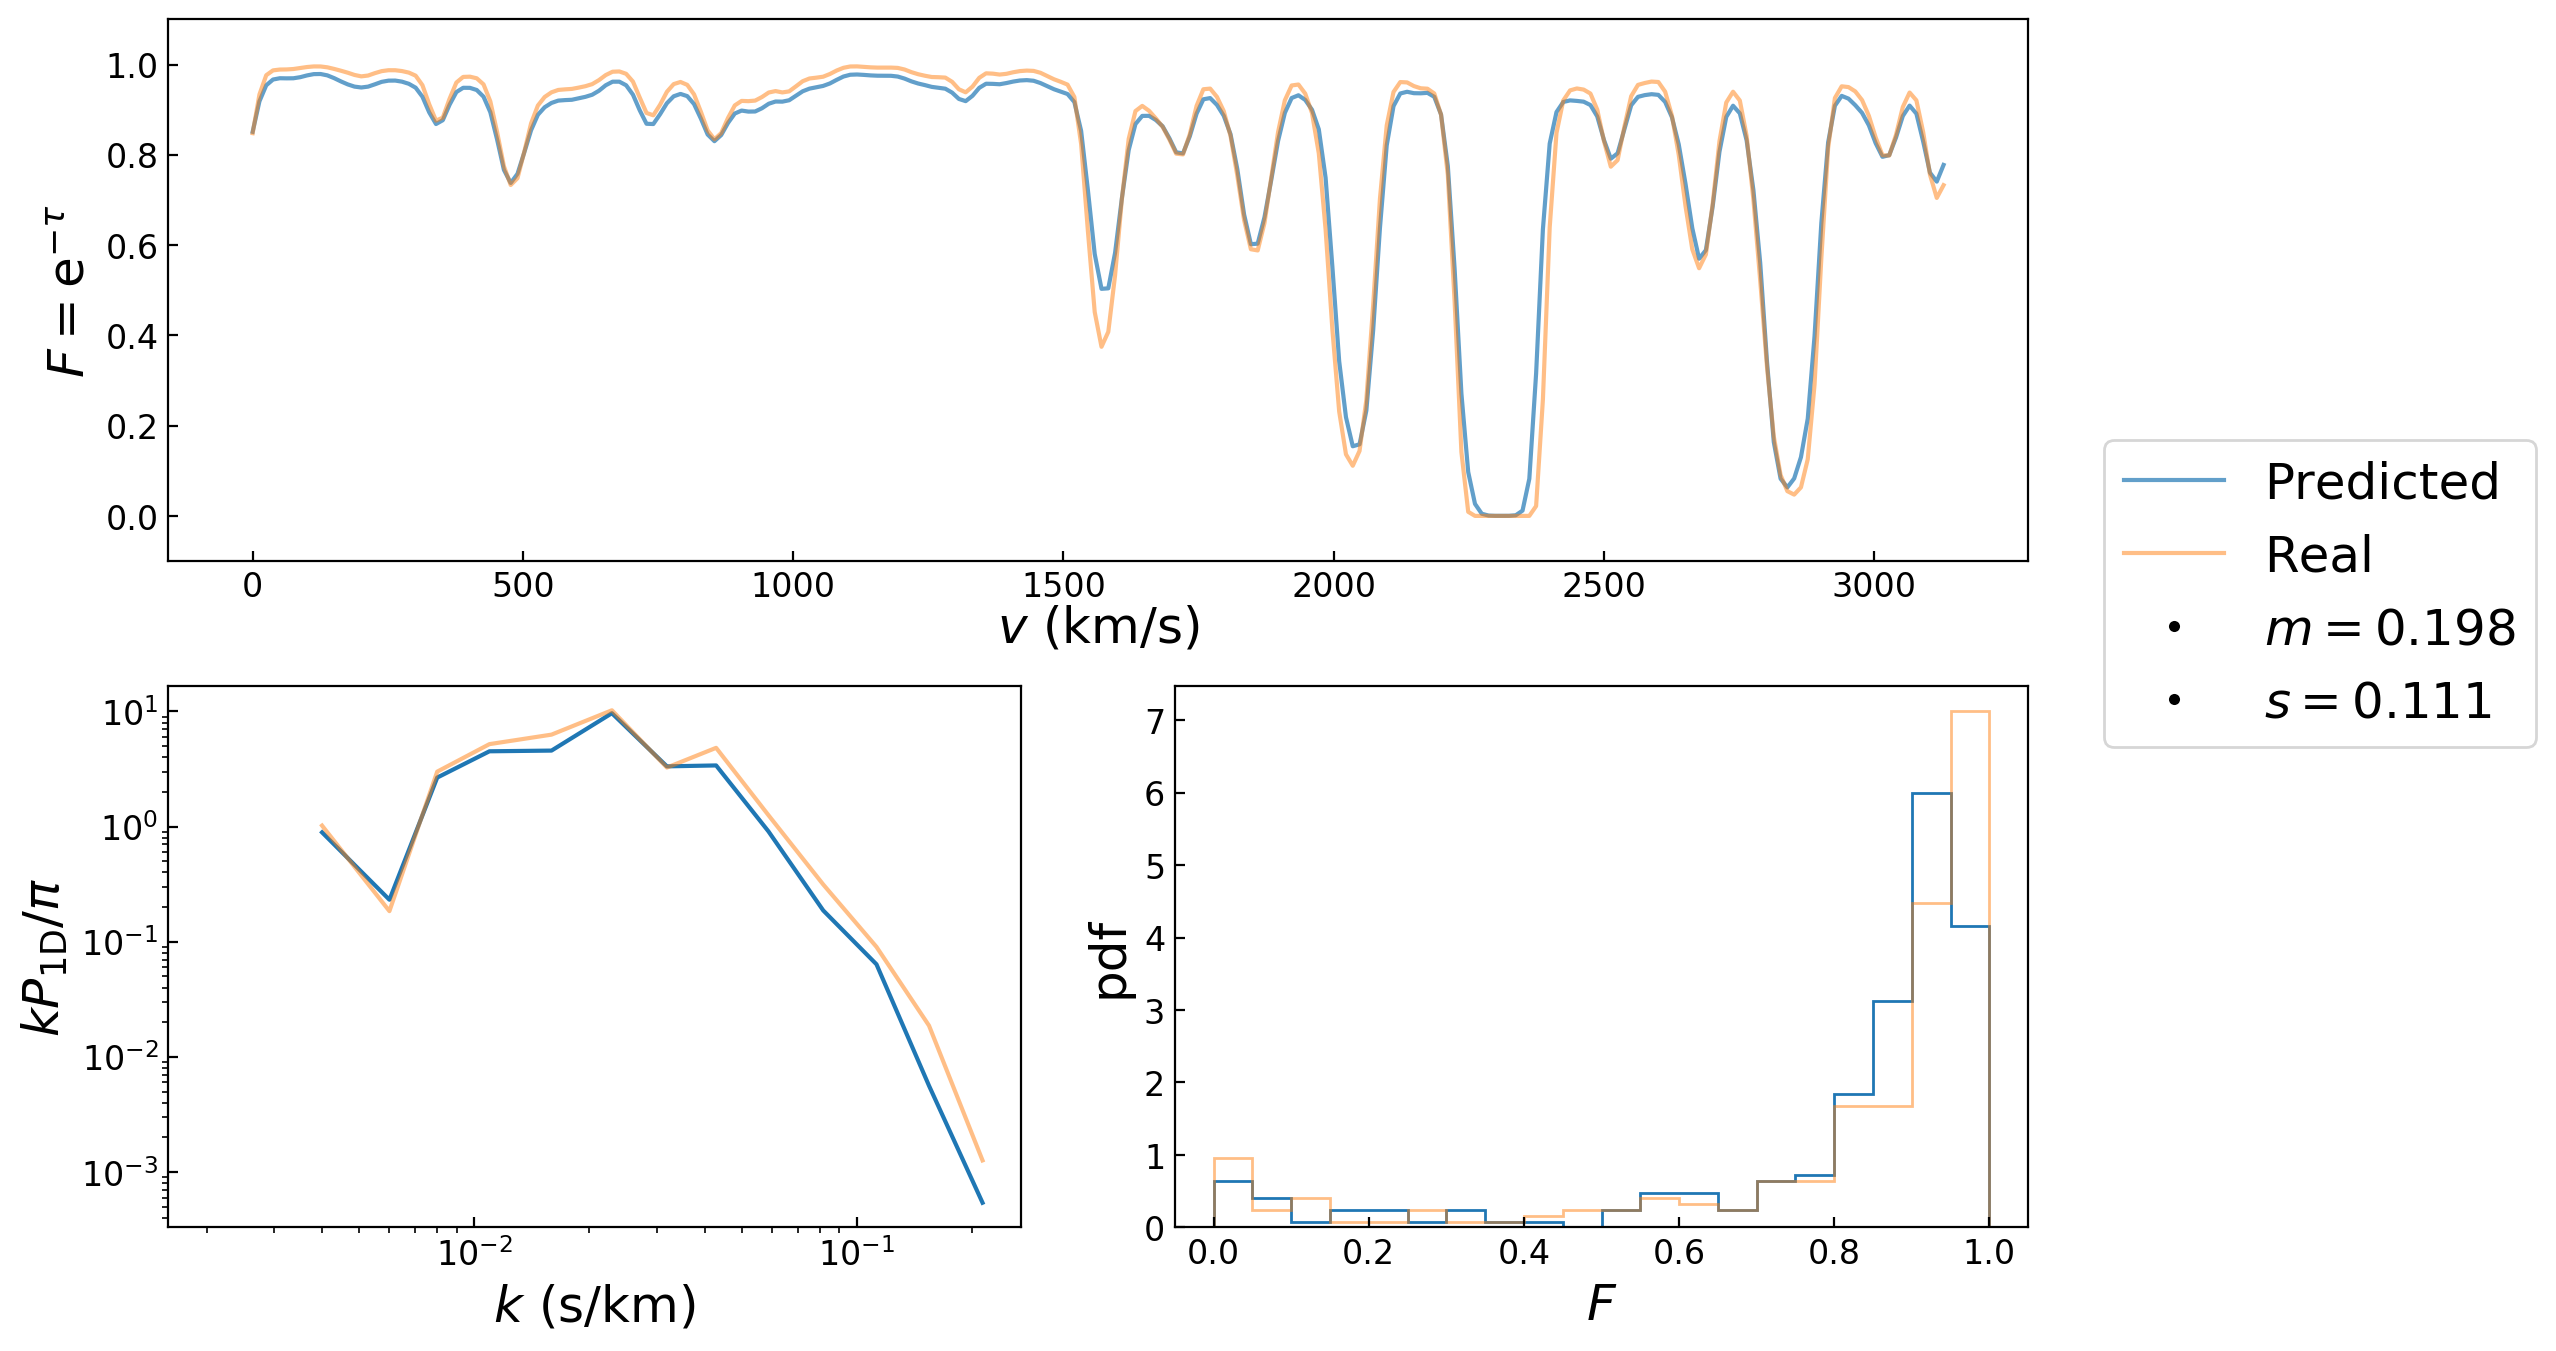 1.0
0.8
0.6
0.4
0.2
0.0
F = e^{−τ}
0 500 1000 1500 2000 2500 3000
v (km/s)
Predicted
Real
m = 0.198
s = 0.111
10^1
10^0
10^{−1}
10^{−2}
10^{−3}
kP_{1D}/π
10^{−2} 10^{−1}
k (s/km)
7
6
5
4
3
2
1
0
pdf
0.0 0.2 0.4 0.6 0.8 1.0
F